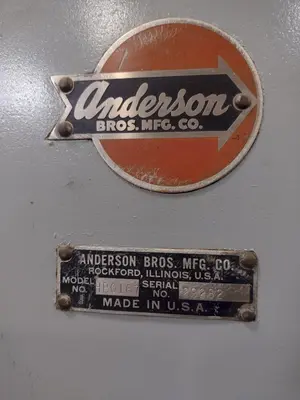 Anderson
BROS. MFG. CO.
ANDERSON BROS. MFG. CO.
ROCKFORD, ILLINOIS, U.S.A.
MODEL SERIAL
NO. NO.
MADE IN U.S.A.